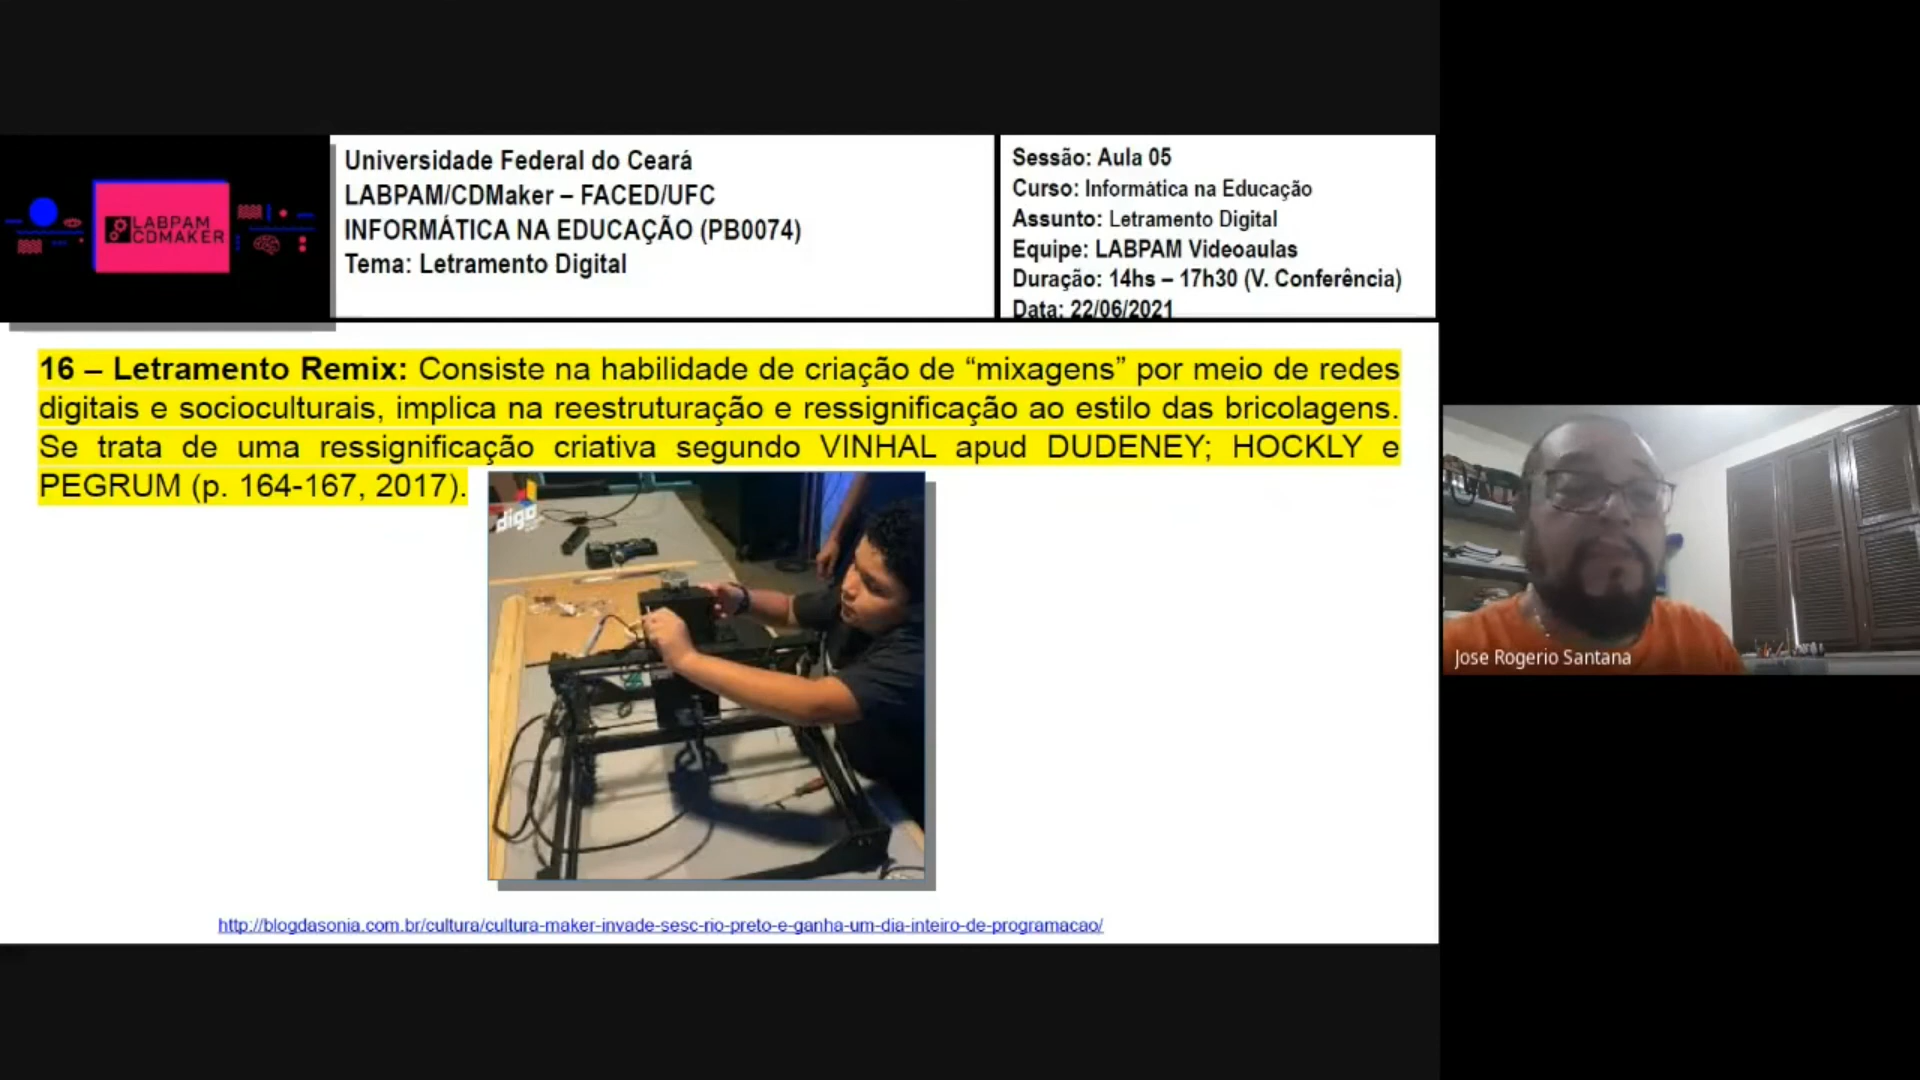 LABPAM
CDMAKER
Universidade Federal do Ceará
LABPAM/CDMaker – FACED/UFC
INFORMÁTICA NA EDUCAÇÃO (PB0074)
Tema: Letramento Digital
Sessão: Aula 05
Curso: Informàtica na Educação
Assunto: Letramento Digital
Equipe: LABPAM Videoaulas
Duração: 14hs – 17h30 (V. Conferência)
Data: 22/06/2021
16 – Letramento Remix: Consiste na habilidade de criação de “mixagens” por meio de redes
digitais e socioculturais, implica na reestruturação e ressignificação ao estilo das bricolagens.
Se trata de uma ressignificação criativa segundo VINHAL apud DUDENEY; HOCKLY e
PEGRUM (p. 164-167, 2017).
digo
http://blogdasonia.com.br/cultura/cultura-maker-invade-sesc-rio-preto-e-ganha-um-dia-inteiro-de-programacao/
Jose Rogerio Santana